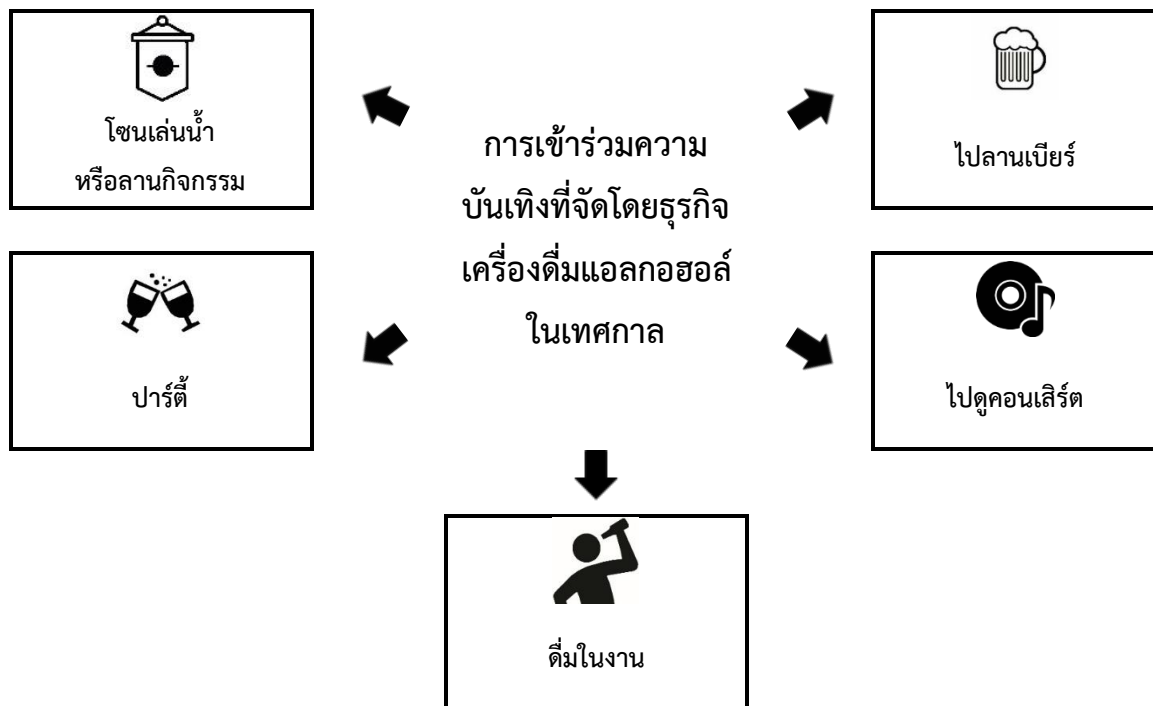 โซนเล่นน้ำ
หรือลานกิจกรรม
การเข้าร่วมความ
บันเทิงที่จัดโดยธุรกิจ
เครื่องดื่มแอลกอฮอล์
ในเทศกาล
ไปลานเบียร์
ปาร์ตี้
ไปดูคอนเสิร์ต
ดื่มในงาน